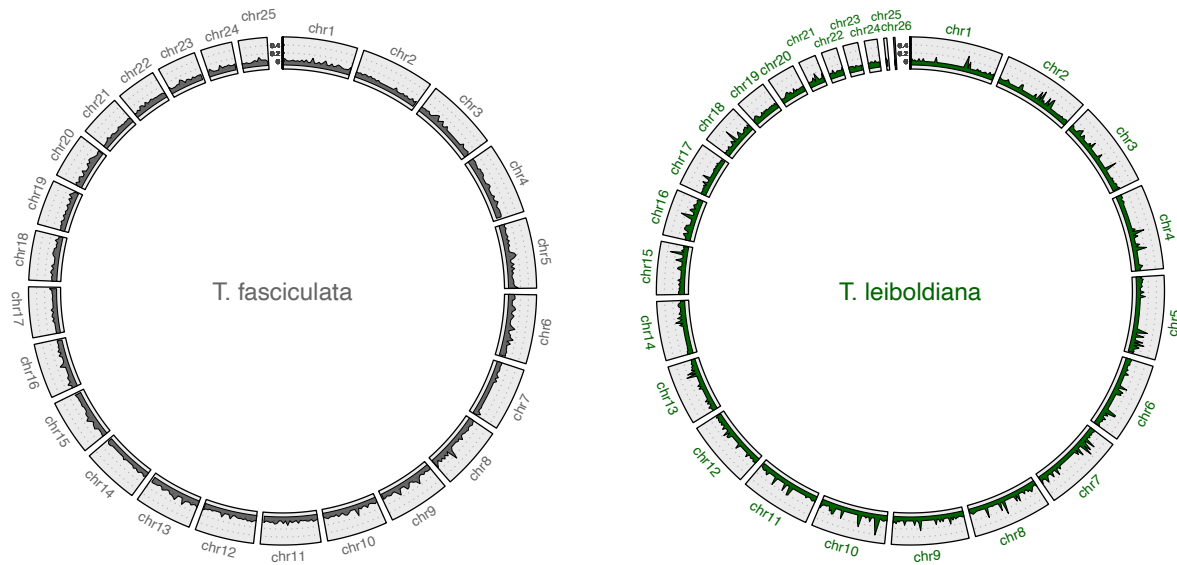 chr1
chr2
chr3
chr4
chr5
chr6
chr7
chr8
chr9
chr10
chr11
chr12
chr13
chr14
chr15
chr16
chr17
chr18
chr19
chr20
chr21
chr22
chr23
chr24
chr25
T. fasciculata
chr1
chr2
chr3
chr4
chr5
chr6
chr7
chr8
chr9
chr10
chr11
chr12
chr13
chr14
chr15
chr16
chr17
chr18
chr19
chr20
chr21
chr22
chr23
chr24
chr25
chr26
T. leiboldiana